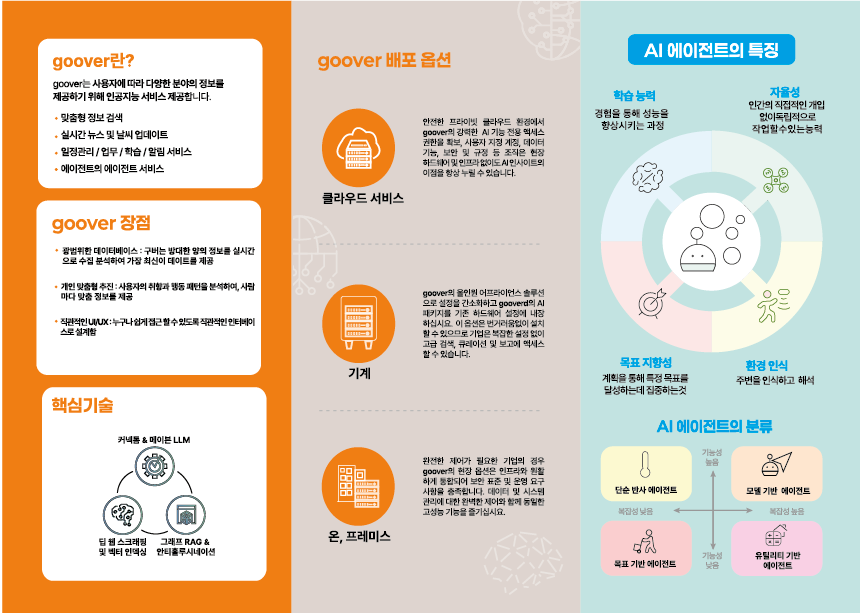 goover란?
goover는 사용자에 따라 다양한 분야의 정보를
제공하기 위해 인공지능 서비스 제공합니다.
• 맞춤형 정보 검색
• 실시간 뉴스 및 날씨 업데이트
• 일정관리 / 업무 / 학습 / 알림 서비스
• 에이전트의 에이전트 서비스
goover 장점
• 광범위한 데이터베이스 : 구버는 방대한 양의 정보를 실시간
으로 수집 분석하여 가장 최신이 데이트를 제공
• 개인 맞춤형 추진 : 사용자의 취향과 행동 패턴을 분석하여, 사람
마다 맞춤 정보를 제공
• 직관적인 UI/UX : 누구나 쉽게 접근 할 수 있도록 직관적인 인터베이
스로 설계함
핵심기술
커넥톰 & 메이븐 LLM
딥 웹 스크래핑
및 벡터 인덱싱
그래프 RAG &
안티홀루시네이션
goover 배포 옵션
안전한 프라이빗 클라우드 환경에서
goover의 강력한 AI 기능 전용 액세스
권한을 확보, 사용자 지정 계정, 데이터
기능, 보안 및 규정 등 조직은 현장
하드웨어 및 인프라 없이도 AI 인사이트의
이점을 항상 누릴 수 있습니다.
클라우드 서비스
goover의 올인원 어프라이언스 솔루션
으로 설정을 간소화하고 gooverd의 AI
패키지를 기존 하드웨어 설정에 내장
하십시요. 이 옵션은 번거러움없이 설치
할 수 있으므로 기업은 복잡한 설정 없이
고급 검색, 큐레이션 및 보고에 액세스
할 수 있습니다.
기계
완전한 제어가 필요한 기업의 경우
goover의 현장 옵션은 인프라와 원활
하게 통합되어 보안 표준 및 운영 요구
사항을 충족합니다. 데이터 및 시스템
관리에 대한 완벽한 제어와 함께 동일한
고성능 기능을 즐기십시요.
온, 프레미스
AI 에이전트의 특징
학습 능력
경험을 통해 성능을
향상시키는 과정
자율성
인간의 직접적인 개입
없이독립적으로
작업할수있는능력
목표 지향성
계획을 통해 특정 목표를
달성하는데 집중하는것
환경 인식
주변을 인식하고 해석
AI 에이전트의 분류
기능성
높음
단순 반사 에이전트
모델 기반 에이전트
복잡성 낮음
복잡성 높음
목표 기반 에이전트
기능성
낮음
유틸리티 기반
에이전트